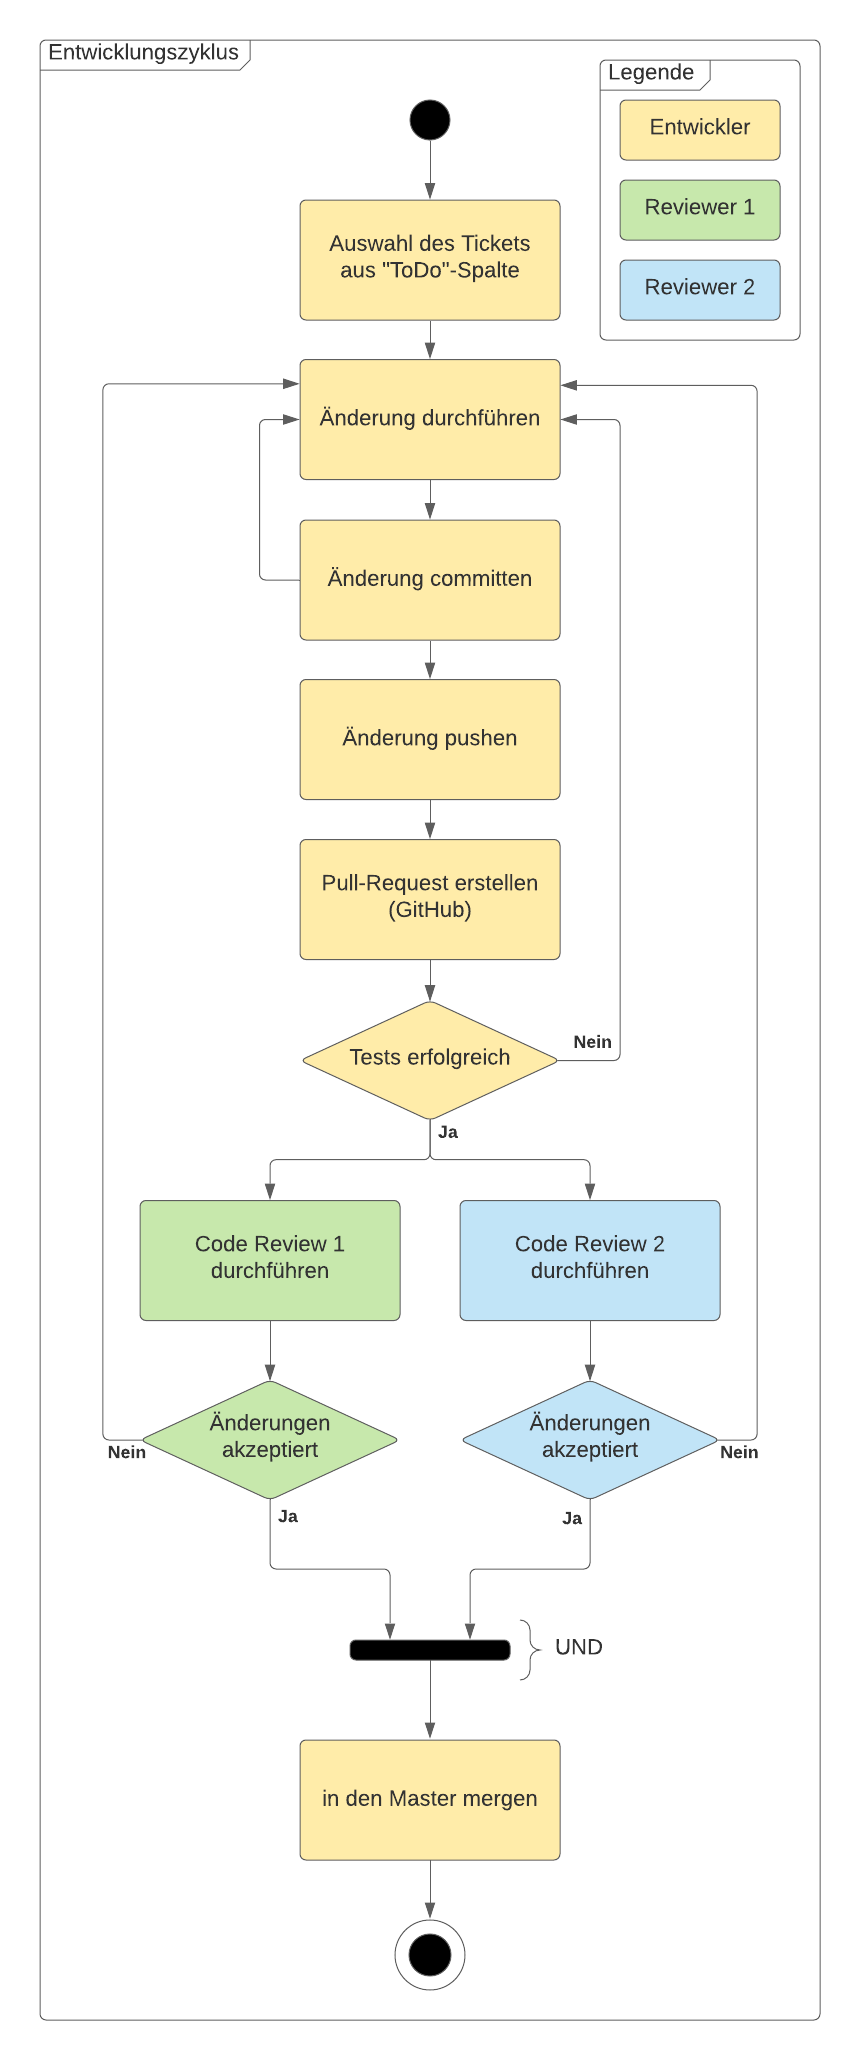 Entwicklungszyklus
Legende
Entwickler
Reviewer 1
Reviewer 2
Auswahl des Tickets
aus "ToDo"-Spalte
Änderung durchführen
Änderung committen
Änderung pushen
Pull-Request erstellen
(GitHub)
Tests erfolgreich
Nein
Ja
Code Review 1
durchführen
Code Review 2
durchführen
Änderungen
akzeptiert
Nein
Ja
Änderungen
akzeptiert
Nein
Ja
UND
in den Master mergen